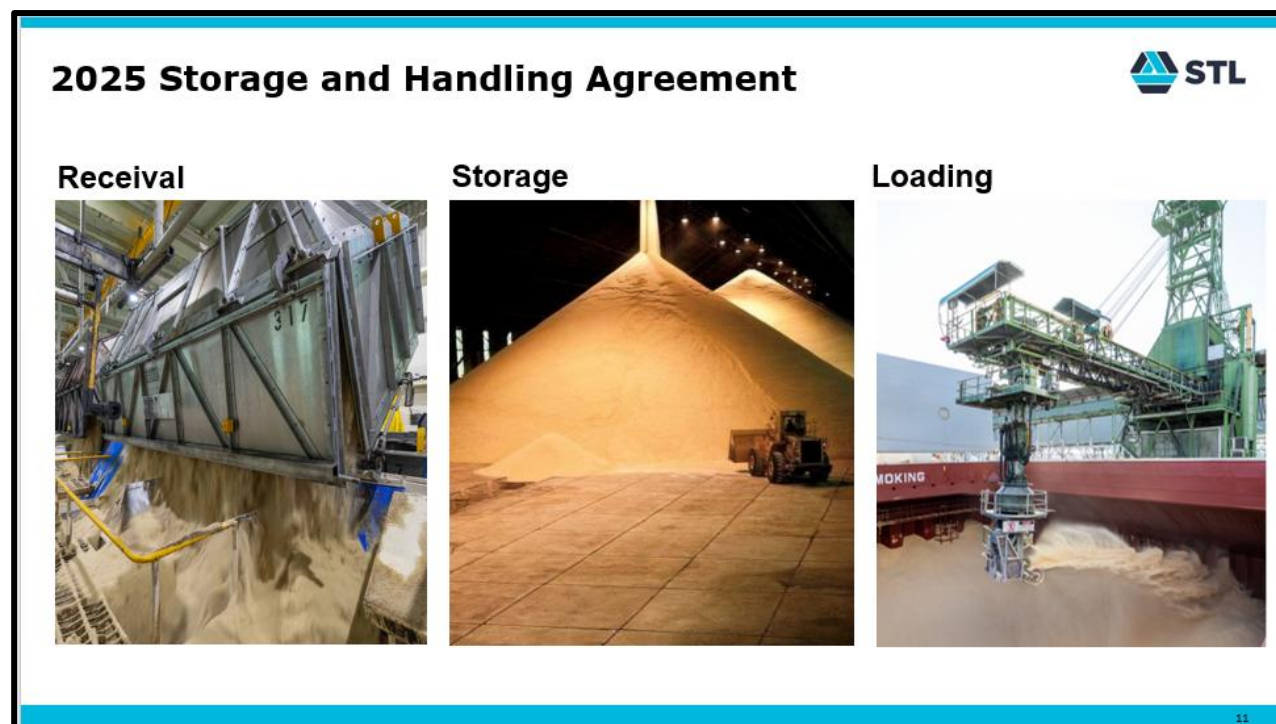 2025 Storage and Handling Agreement
STL
Receival
Storage
Loading
317
MOKING
11